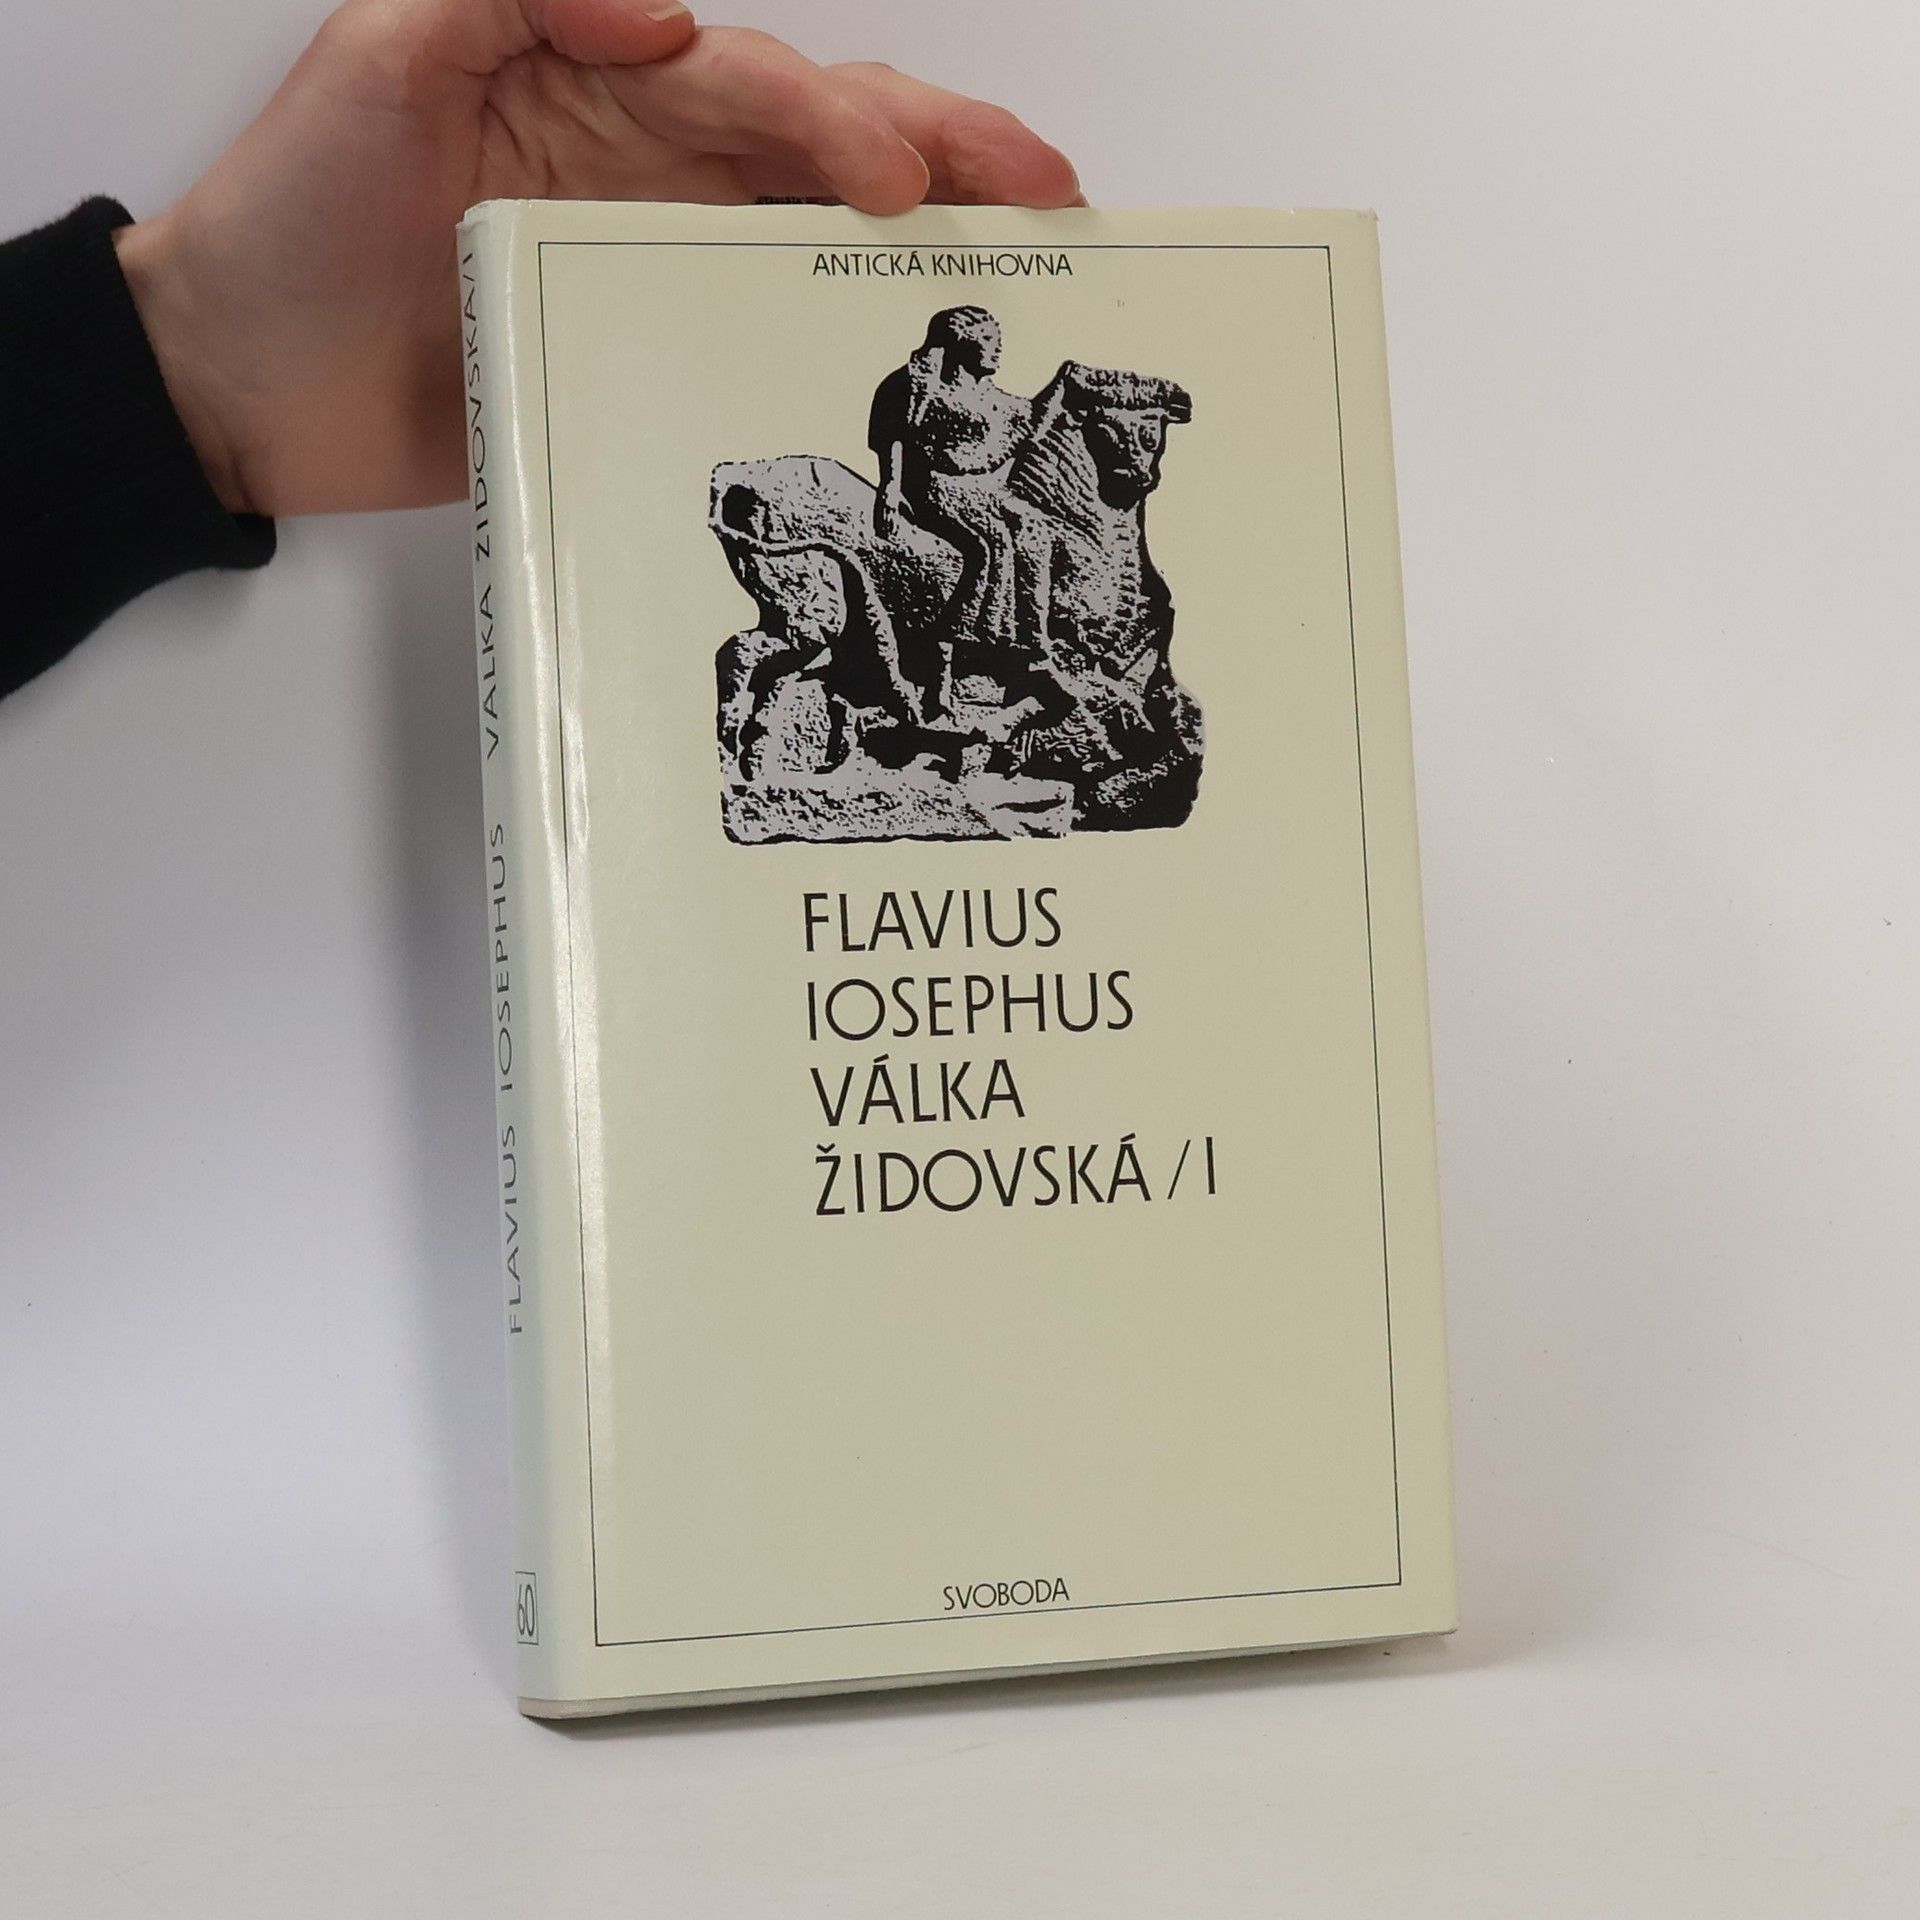 ANTICKÁ KNIHOVNA
FLAVIUS
IOSEPHUS
VÁLKA
ŽIDOVSKÁ / I
SVOBODA
FLAVIUS IOSEPHUS VÁLKA ŽIDOVSKÁ/I
60